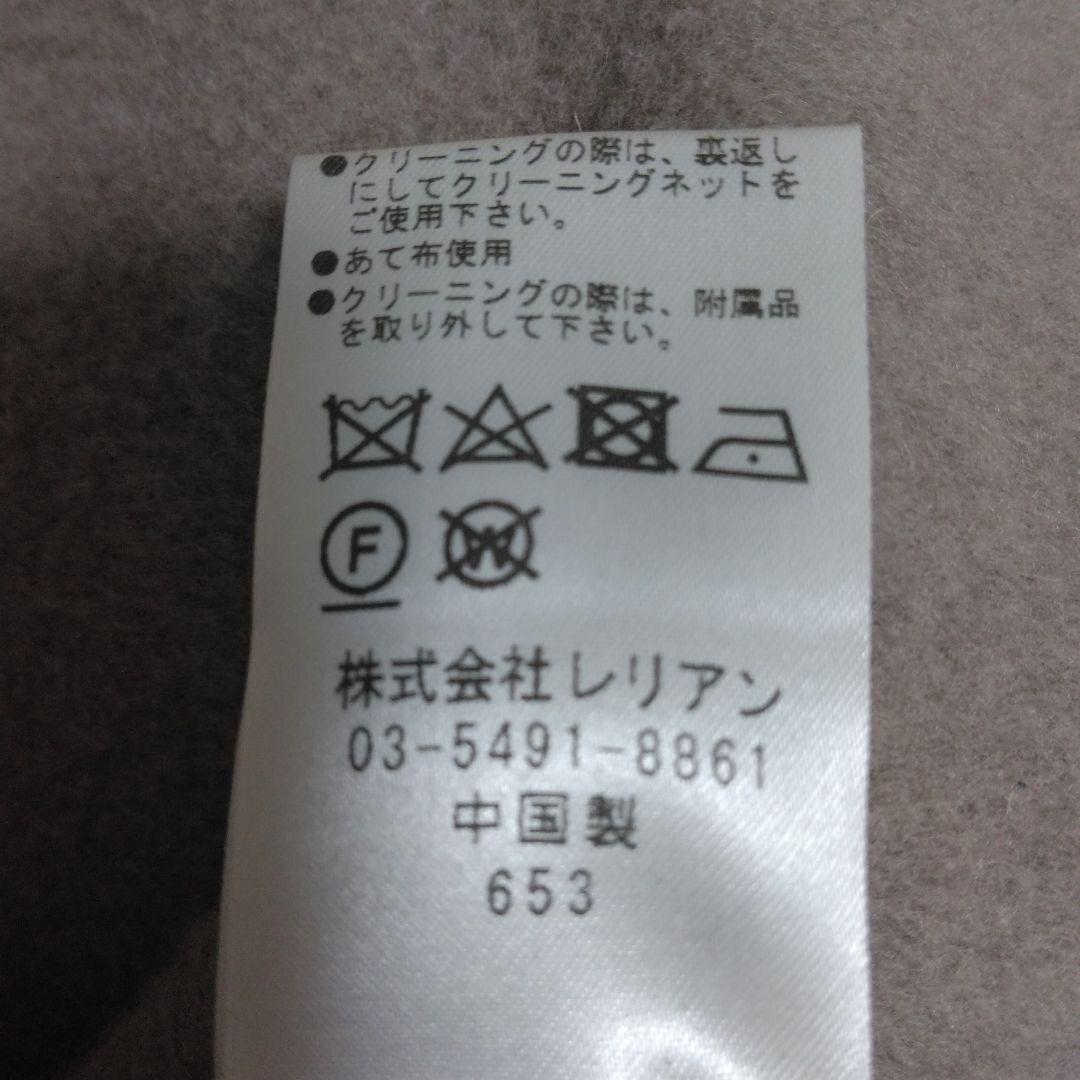 ●クリーニングの際は、裏返し
にしてクリーニングネットを
ご使用下さい。
●あて布使用
●クリーニングの際は、附属品
を取り外して下さい。
F W
株式会社レリアン
03-5491-8861
中国製
653